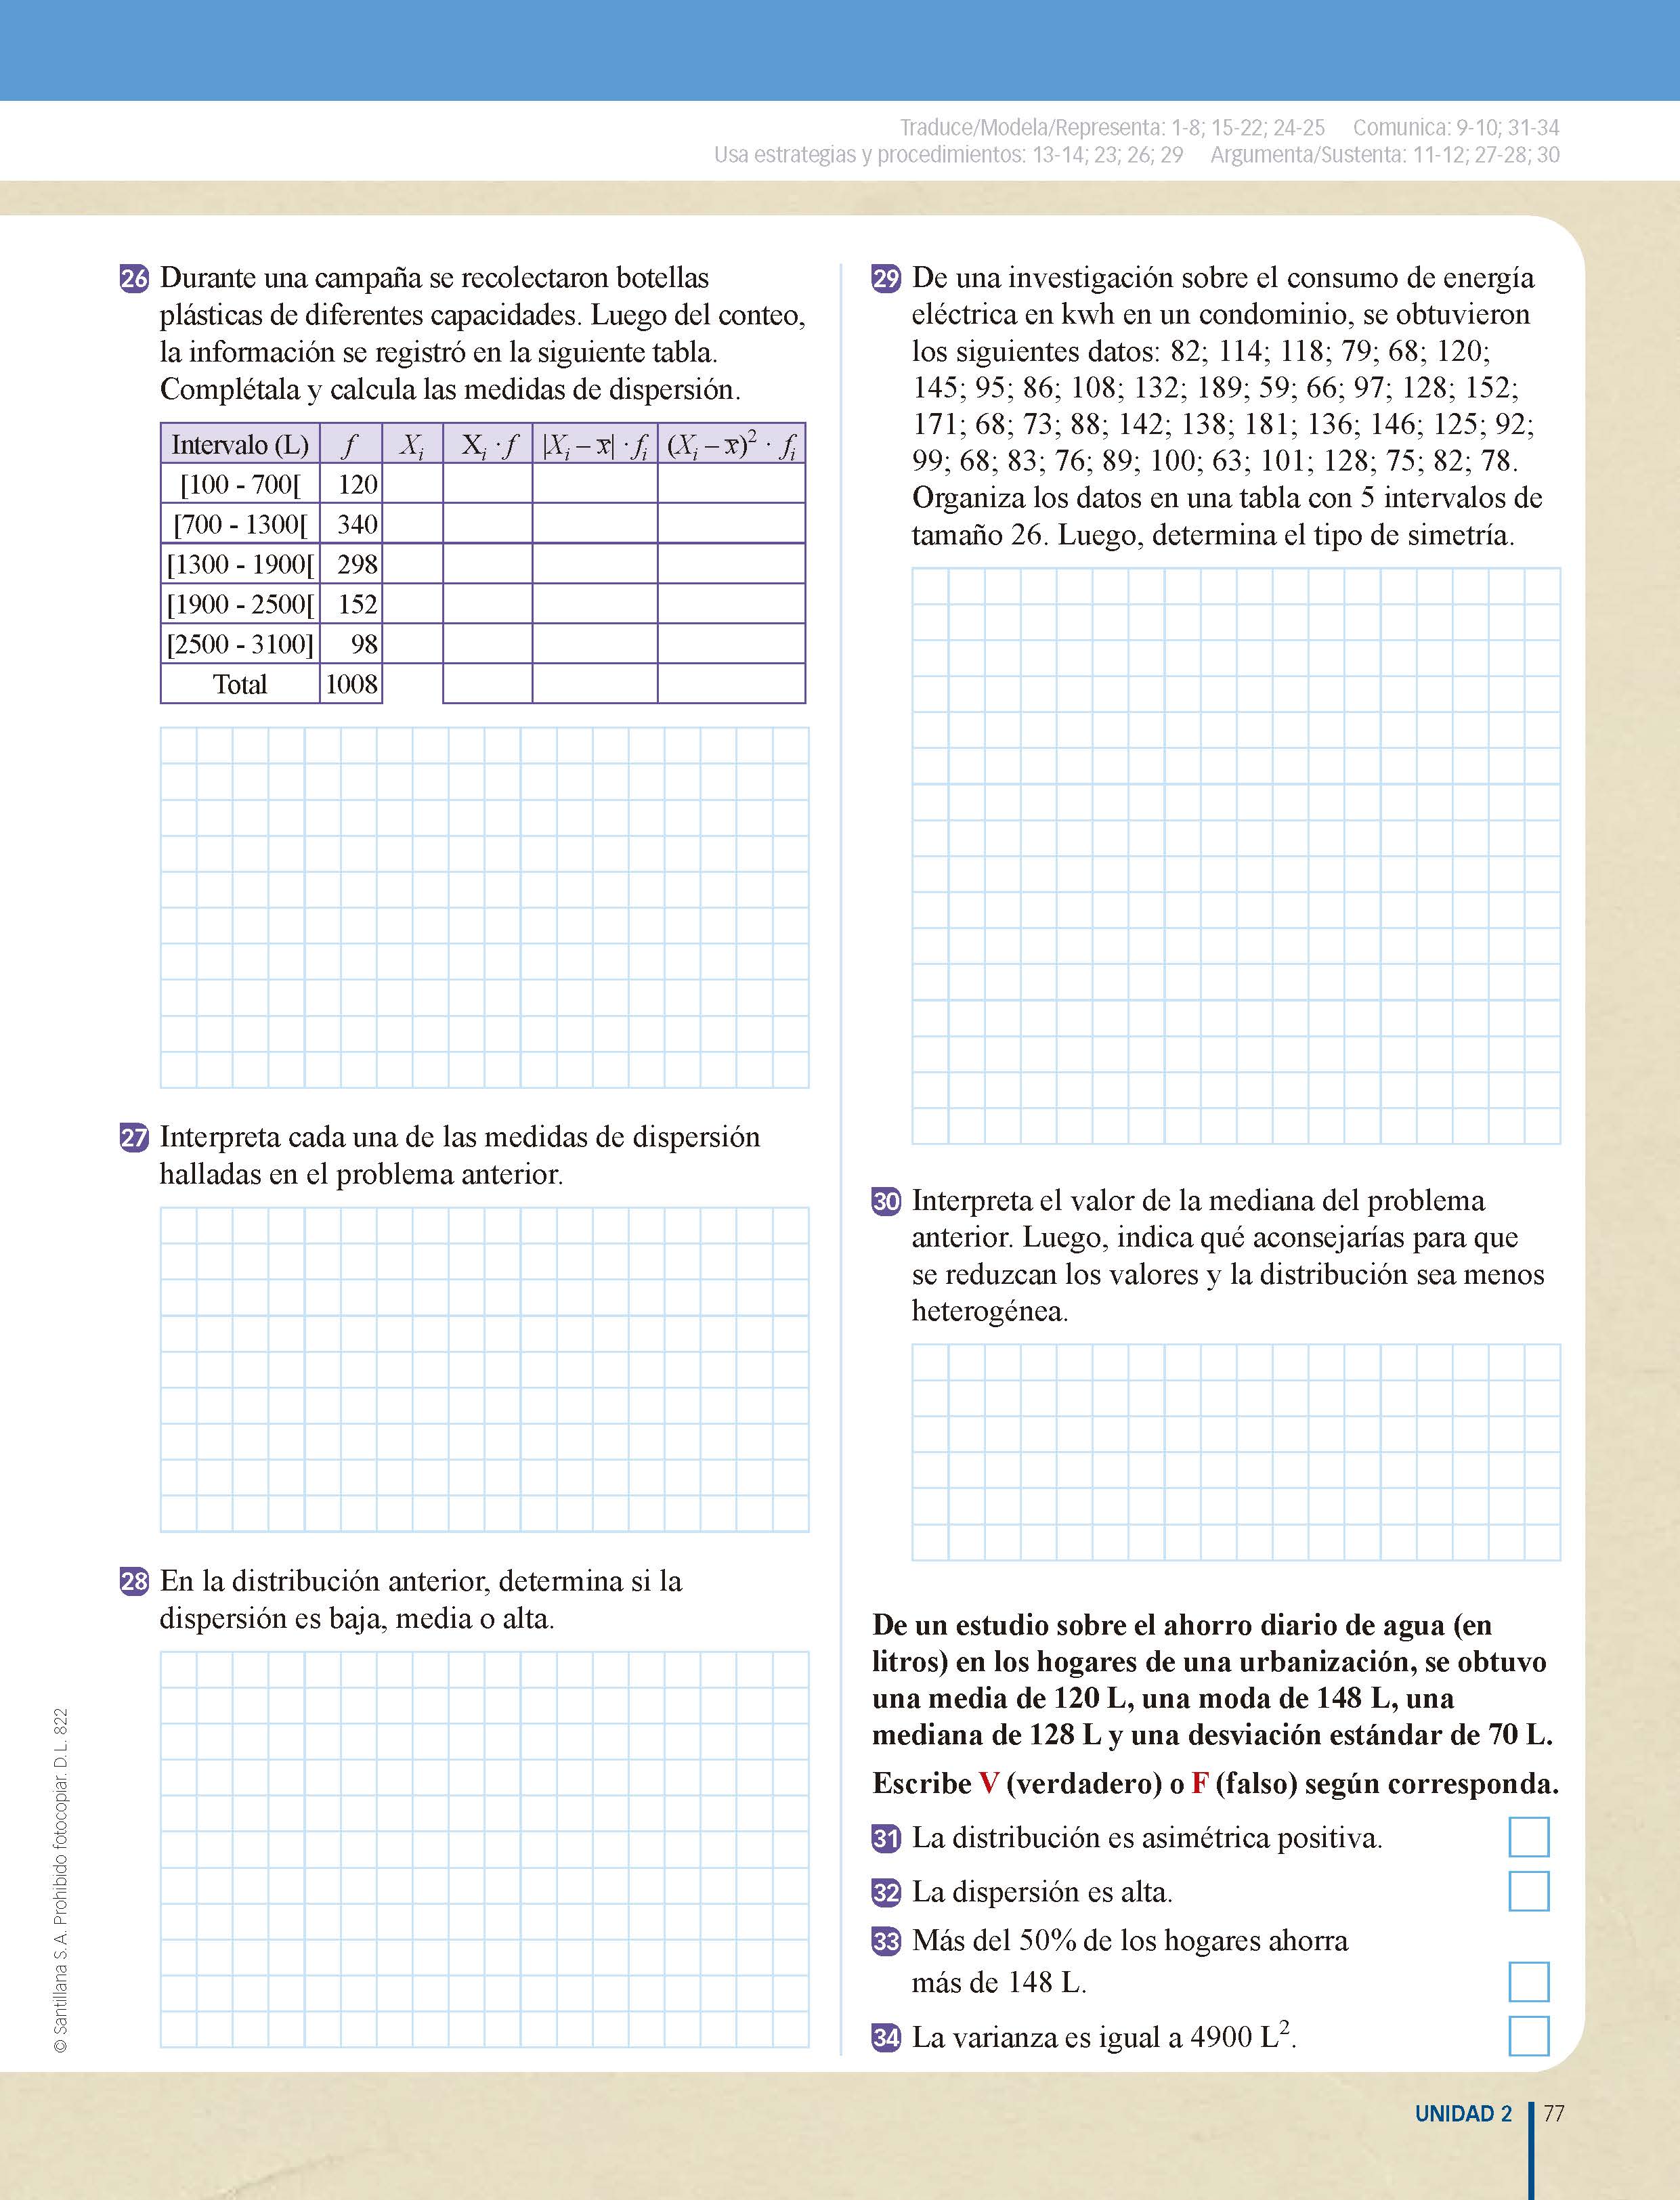 Traduce/Modela/Representa: 1-8; 15-22; 24-25 Comunica: 9-10; 31-34
Usa estrategias y procedimientos: 13-14; 23; 26; 29 Argumenta/Sustenta: 11-12; 27-28; 30
26 Durante una campaña se recolectaron botellas
plásticas de diferentes capacidades. Luego del conteo,
la información se registró en la siguiente tabla.
Complétala y calcula las medidas de dispersión.
Intervalo (L) f Xi Xi · f |Xi – x̅| · fi (Xi – x̅)² · fi
[100 - 700[ 120
[700 - 1300[ 340
[1300 - 1900[ 298
[1900 - 2500[ 152
[2500 - 3100] 98
Total 1008
27 Interpreta cada una de las medidas de dispersión
halladas en el problema anterior.
28 En la distribución anterior, determina si la
dispersión es baja, media o alta.
29 De una investigación sobre el consumo de energía
eléctrica en kwh en un condominio, se obtuvieron
los siguientes datos: 82; 114; 118; 79; 68; 120;
145; 95; 86; 108; 132; 189; 59; 66; 97; 128; 152;
171; 68; 73; 88; 142; 138; 181; 136; 146; 125; 92;
99; 68; 83; 76; 89; 100; 63; 101; 128; 75; 82; 78.
Organiza los datos en una tabla con 5 intervalos de
tamaño 26. Luego, determina el tipo de simetría.
30 Interpreta el valor de la mediana del problema
anterior. Luego, indica qué aconsejarías para que
se reduzcan los valores y la distribución sea menos
heterogénea.
De un estudio sobre el ahorro diario de agua (en
litros) en los hogares de una urbanización, se obtuvo
una media de 120 L, una moda de 148 L, una
mediana de 128 L y una desviación estándar de 70 L.
Escribe V (verdadero) o F (falso) según corresponda.
31 La distribución es asimétrica positiva.
32 La dispersión es alta.
33 Más del 50% de los hogares ahorra
más de 148 L.
34 La varianza es igual a 4900 L².
© Santillana S.A. Prohibido fotocopiar. D.L. 822
UNIDAD 2 77